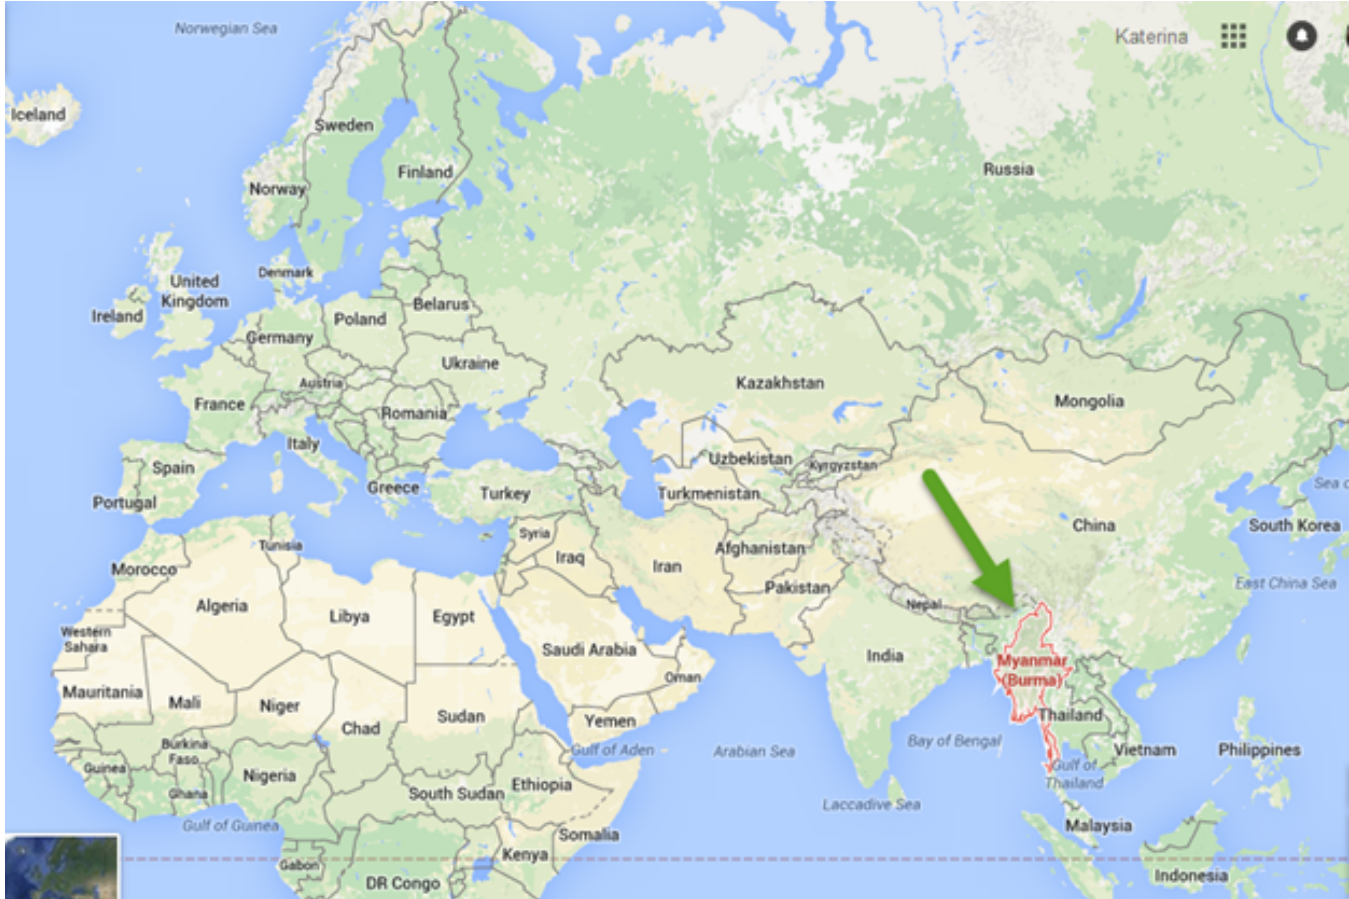 Norwegian Sea
Katerina
Iceland
Sweden
Finland
Norway
Russia
Denmark
United
Kingdom
Ireland
Belarus
Poland
Germany
Ukraine
Austria
Kazakhstan
France
Romania
Mongolia
Italy
Uzbekistan
Kyrgyzstan
Spain
Greece
Turkey
Turkmenistan
Portugal
Sea o
South Korea
China
Syria
Tunisia
Iraq
Afghanistan
Iran
Morocco
Pakistan
East China Sea
Algeria
Libya
Egypt
Nepal
Western
Sahara
Saudi Arabia
India
Myanmar
(Burma)
Oman
Mauritania
Mali
Niger
Chad
Sudan
Yemen
Thailand
Gulf of Aden
Arabian Sea
Bay of Bengal
Vietnam
Philippines
Burkina
Faso
Guinea
Nigeria
Ethiopia
South Sudan
Ghana
Gulf of
Thailand
Laccadive Sea
Gulf of Guinea
Somalia
Malaysia
Gabon
Kenya
DR Congo
Indonesia